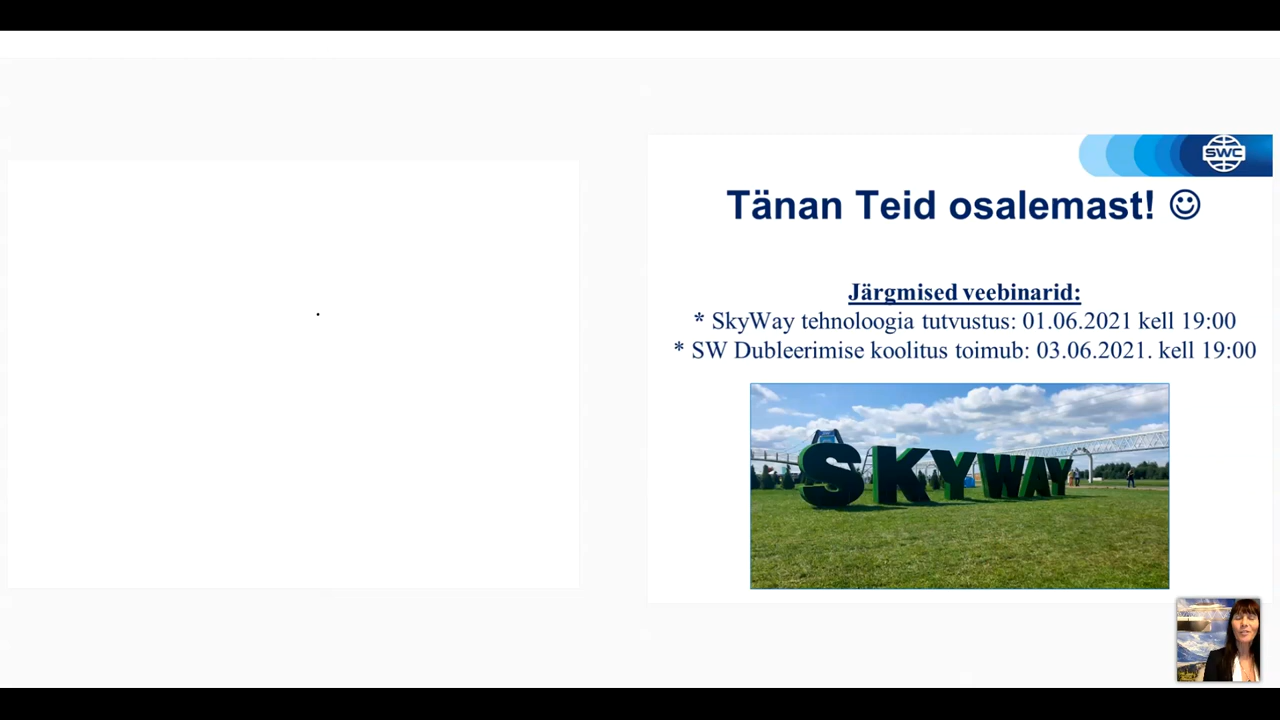 SWC
Tänan Teid osalemast! ☺
Järgmised veebinarid:
* SkyWay tehnoloogia tutvustus: 01.06.2021 kell 19:00
* SW Dubleerimise koolitus toimub: 03.06.2021. kell 19:00
SKYWAY